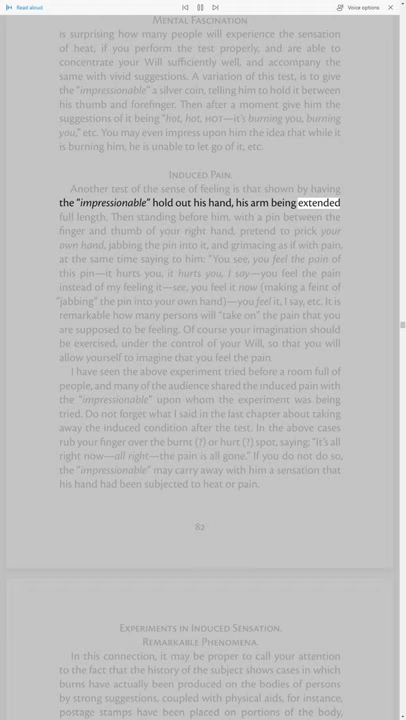 Read aloud
Voice options
Mental Fascination
is surprising how many people will experience the sensation
of heat, if you perform the test properly, and are able to
concentrate your Will sufficiently well, and accompany the
same with vivid suggestions. A variation of this test, is to give
the “impressionable” a silver coin, telling him to hold it between
his thumb and forefinger. Then after a moment give him the
suggestions of it being “hot, hot, HOT—it's burning you, burning
you,” etc. You may even impress upon him the idea that while it
is burning him, he is unable to let go of it, etc.
Induced Pain.
Another test of the sense of feeling is that shown by having
the “impressionable” hold out his hand, his arm being extended
full length. Then standing before him, with a pin between the
finger and thumb of your right hand, pretend to prick your
own hand, jabbing the pin into it, and grimacing as if with pain,
at the same time saying to him: “You see, you feel the pain of
this pin—it hurts you, it hurts you, I say—you feel the pain
instead of my feeling it—see, you feel it now (making a feint of
“jabbing” the pin into your own hand)—you feel it, I say, etc. It is
remarkable how many persons will “take on” the pain that you
are supposed to be feeling. Of course your imagination should
be exercised, under the control of your Will, so that you will
allow yourself to imagine that you feel the pain.
I have seen the above experiment tried before a room full of
people, and many of the audience shared the induced pain with
the “impressionable” upon whom the experiment was being
tried. Do not forget what I said in the last chapter about taking
away the induced condition after the test. In the above cases
rub your finger over the burnt (?) or hurt (?) spot, saying: “It's all
right now—all right—the pain is all gone.” If you do not do so,
the “impressionable” may carry away with him a sensation that
his hand had been subjected to heat or pain.
82
Experiments in Induced Sensation.
Remarkable Phenomena.
In this connection, it may be proper to call your attention
to the fact that the history of the subject shows cases in which
burns have actually been produced on the bodies of persons
by strong suggestions, coupled with physical aids, for instance,
postage stamps have been placed on portions of the body,